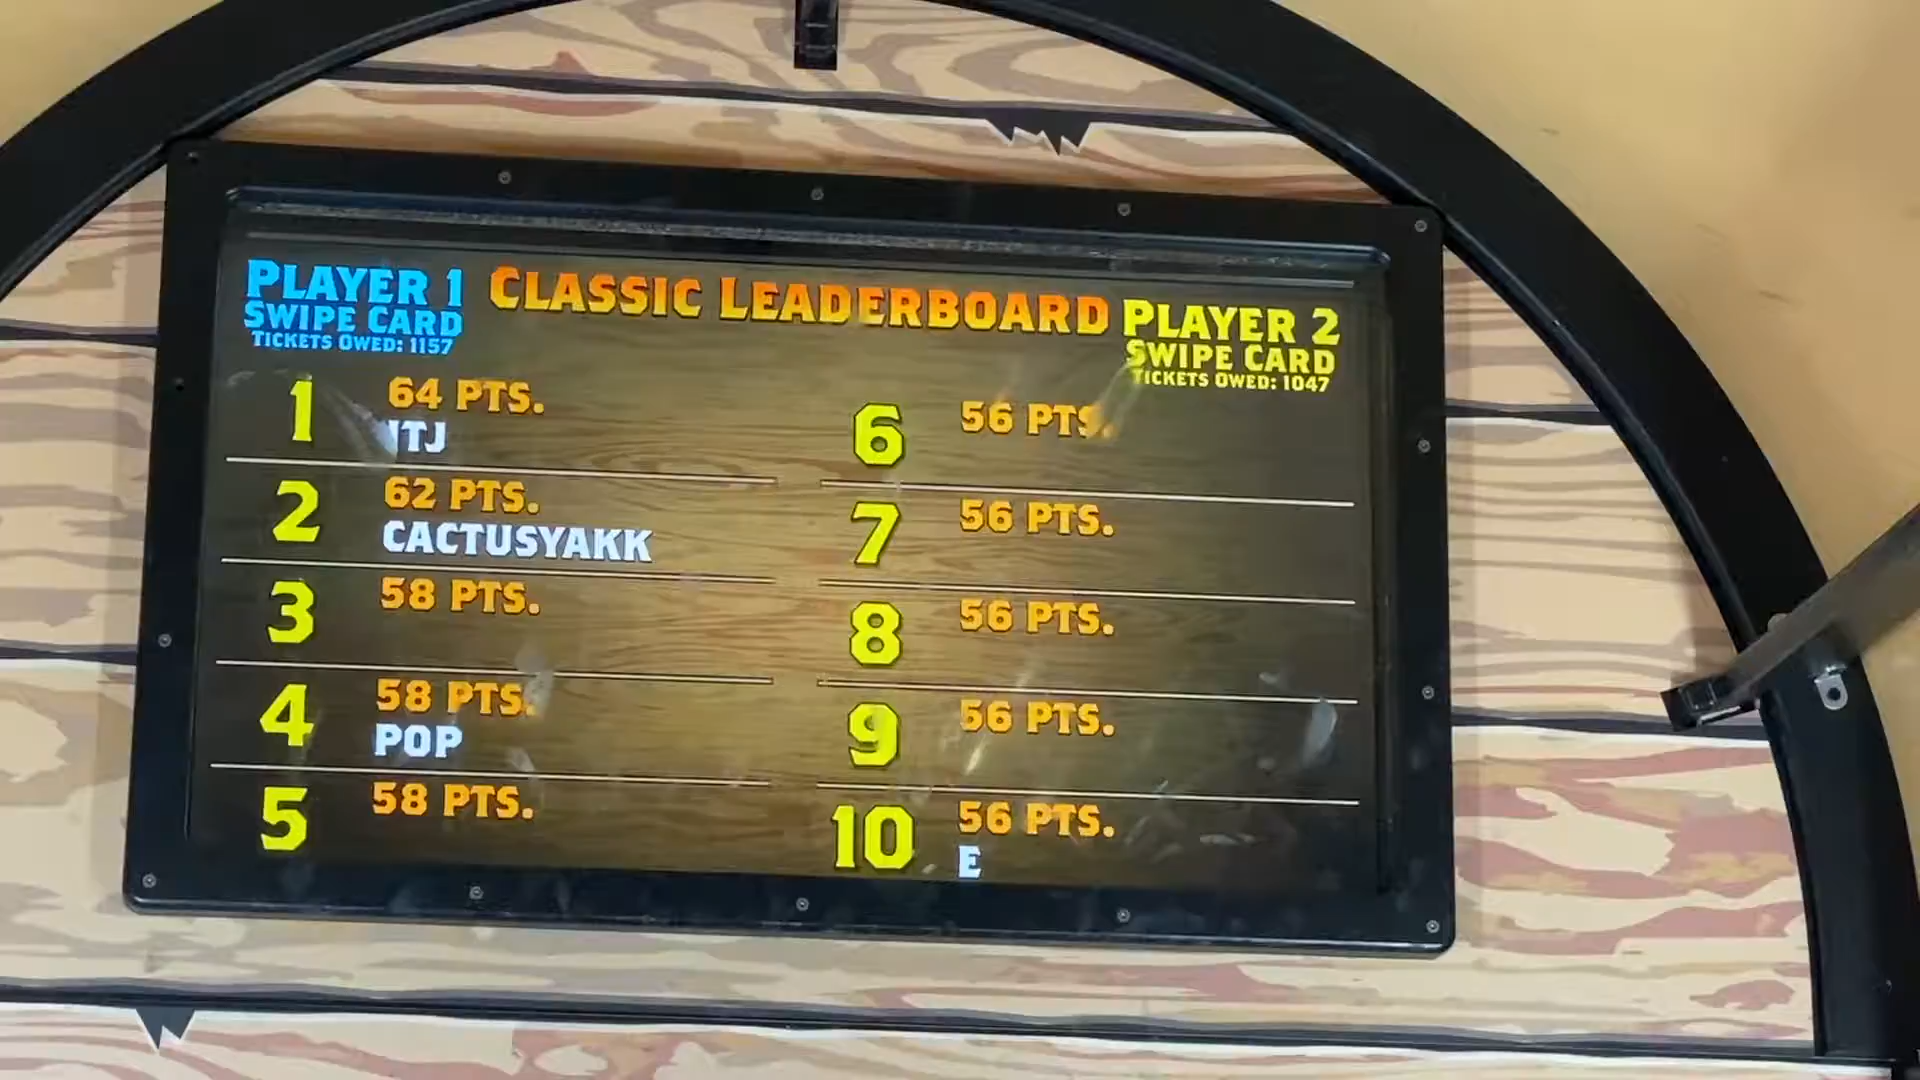 PLAYER 1
SWIPE CARD
TICKETS OWED: 1157
CLASSIC LEADERBOARD
PLAYER 2
SWIPE CARD
TICKETS OWED: 1047
1 64 PTS.
ITJ
2 62 PTS.
CACTUSYAKK
3 58 PTS.
4 58 PTS.
POP
5 58 PTS.
6 56 PTS.
7 56 PTS.
8 56 PTS.
9 56 PTS.
10 56 PTS.
E